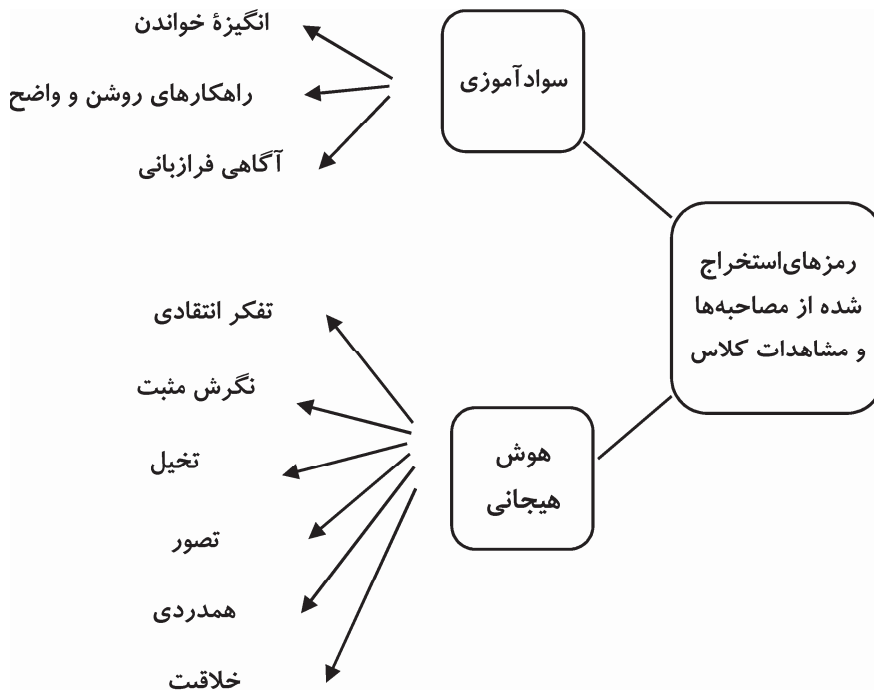 رمزهای‌استخراج
شده از مصاحبه‌ها
و مشاهدات کلاس
سوادآموزی
انگیزهٔ خواندن
راهکارهای روشن و واضح
آگاهی فرازبانی
هوش
هیجانی
تفکر انتقادی
نگرش مثبت
تخیل
تصور
همدردی
خلاقیت